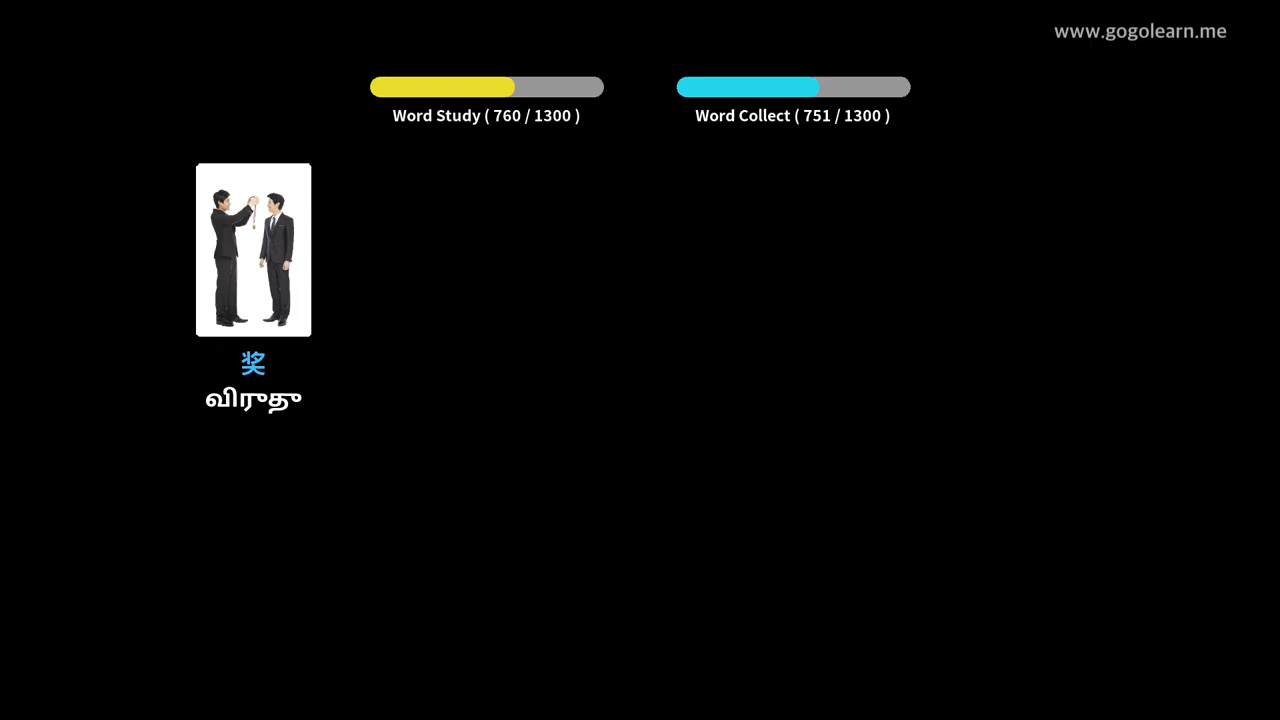 www.gogolearn.me
Word Study ( 760 / 1300 )
Word Collect ( 751 / 1300 )
奖
விருது